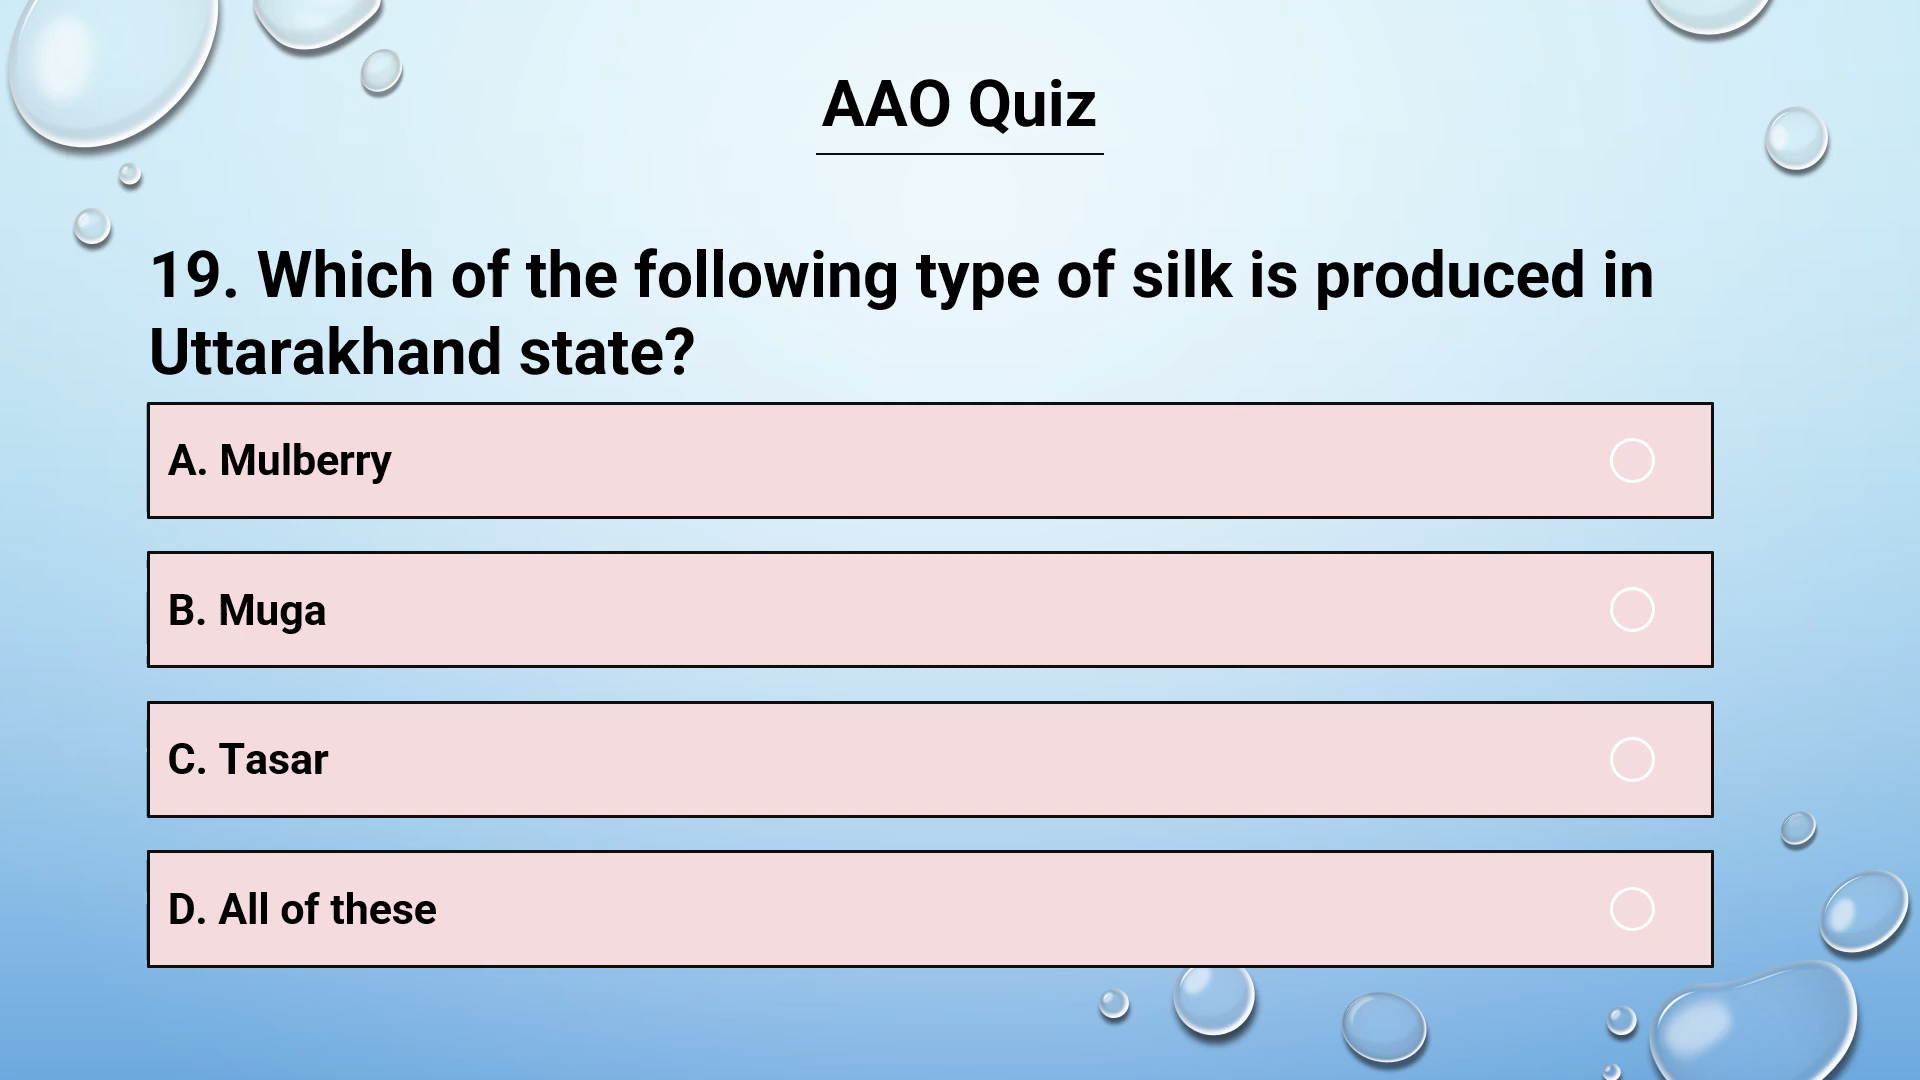 AAO Quiz
19. Which of the following type of silk is produced in
Uttarakhand state?
A. Mulberry
B. Muga
C. Tasar
D. All of these